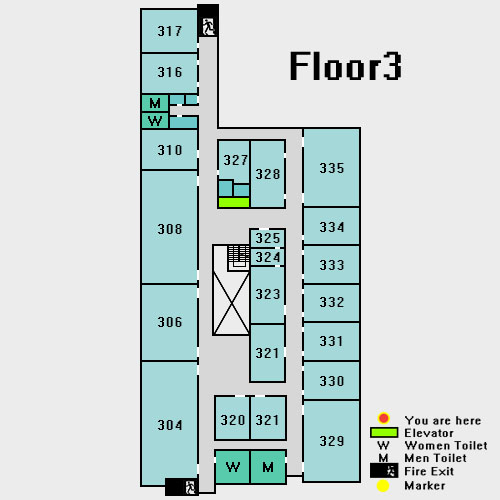 317
Floor3
316
M
W
310
327
328
335
308
334
325
324
333
323
332
306
321
331
330
304
320 321
329
W M
You are here
Elevator
W Women Toilet
M Men Toilet
Fire Exit
Marker